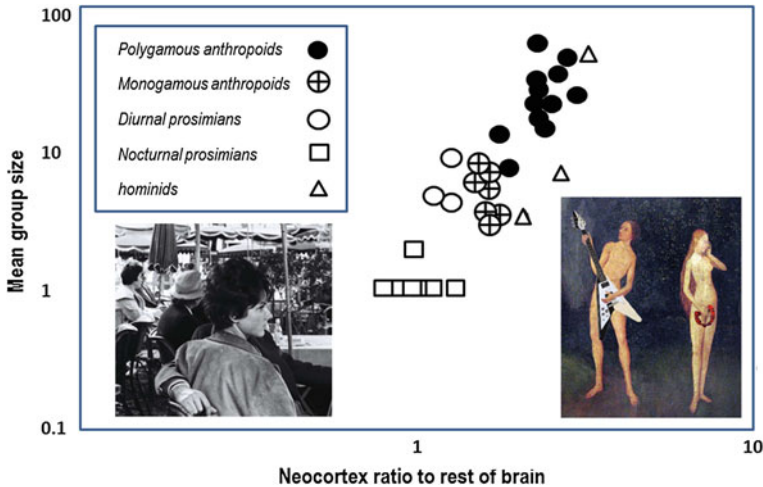 100
Polygamous anthropoids
Monogamous anthropoids
Diurnal prosimians
Nocturnal prosimians
hominids
10
1
0.1
Mean group size
1
10
Neocortex ratio to rest of brain